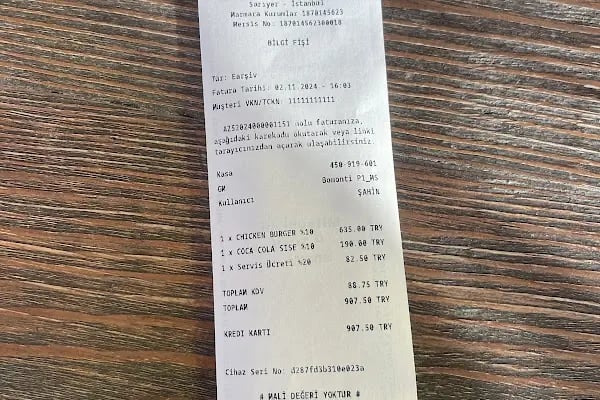 Sarıyer - İstanbul
Marmara Kurumlar 1870145623
Mersis No: 187014562300018
BİLGİ FİŞİ
Tür: Earşiv
Fatura Tarihi: 02.11.2024 - 16:03
Müşteri VKN/TCKN: 11111111111
AZS2024000001151 nolu faturanıza,
aşağıdaki karekodu okutarak veya linki
tarayıcınızdan açarak ulaşabilirsiniz
Kasa 450-919-601
GM Bomonti P1_MS
Kullanıcı ŞAHİN
1 x CHICKEN BURGER %10 635.00 TRY
1 x COCA COLA SISE %10 190.00 TRY
1 x Servis Ücreti %20 82.50 TRY
TOPLAM KDV 88.75 TRY
TOPLAM 907.50 TRY
KREDI KARTI 907.50 TRY
Cihaz Seri No: d287fd3b310e023a
# MALİ DEĞERİ YOKTUR #